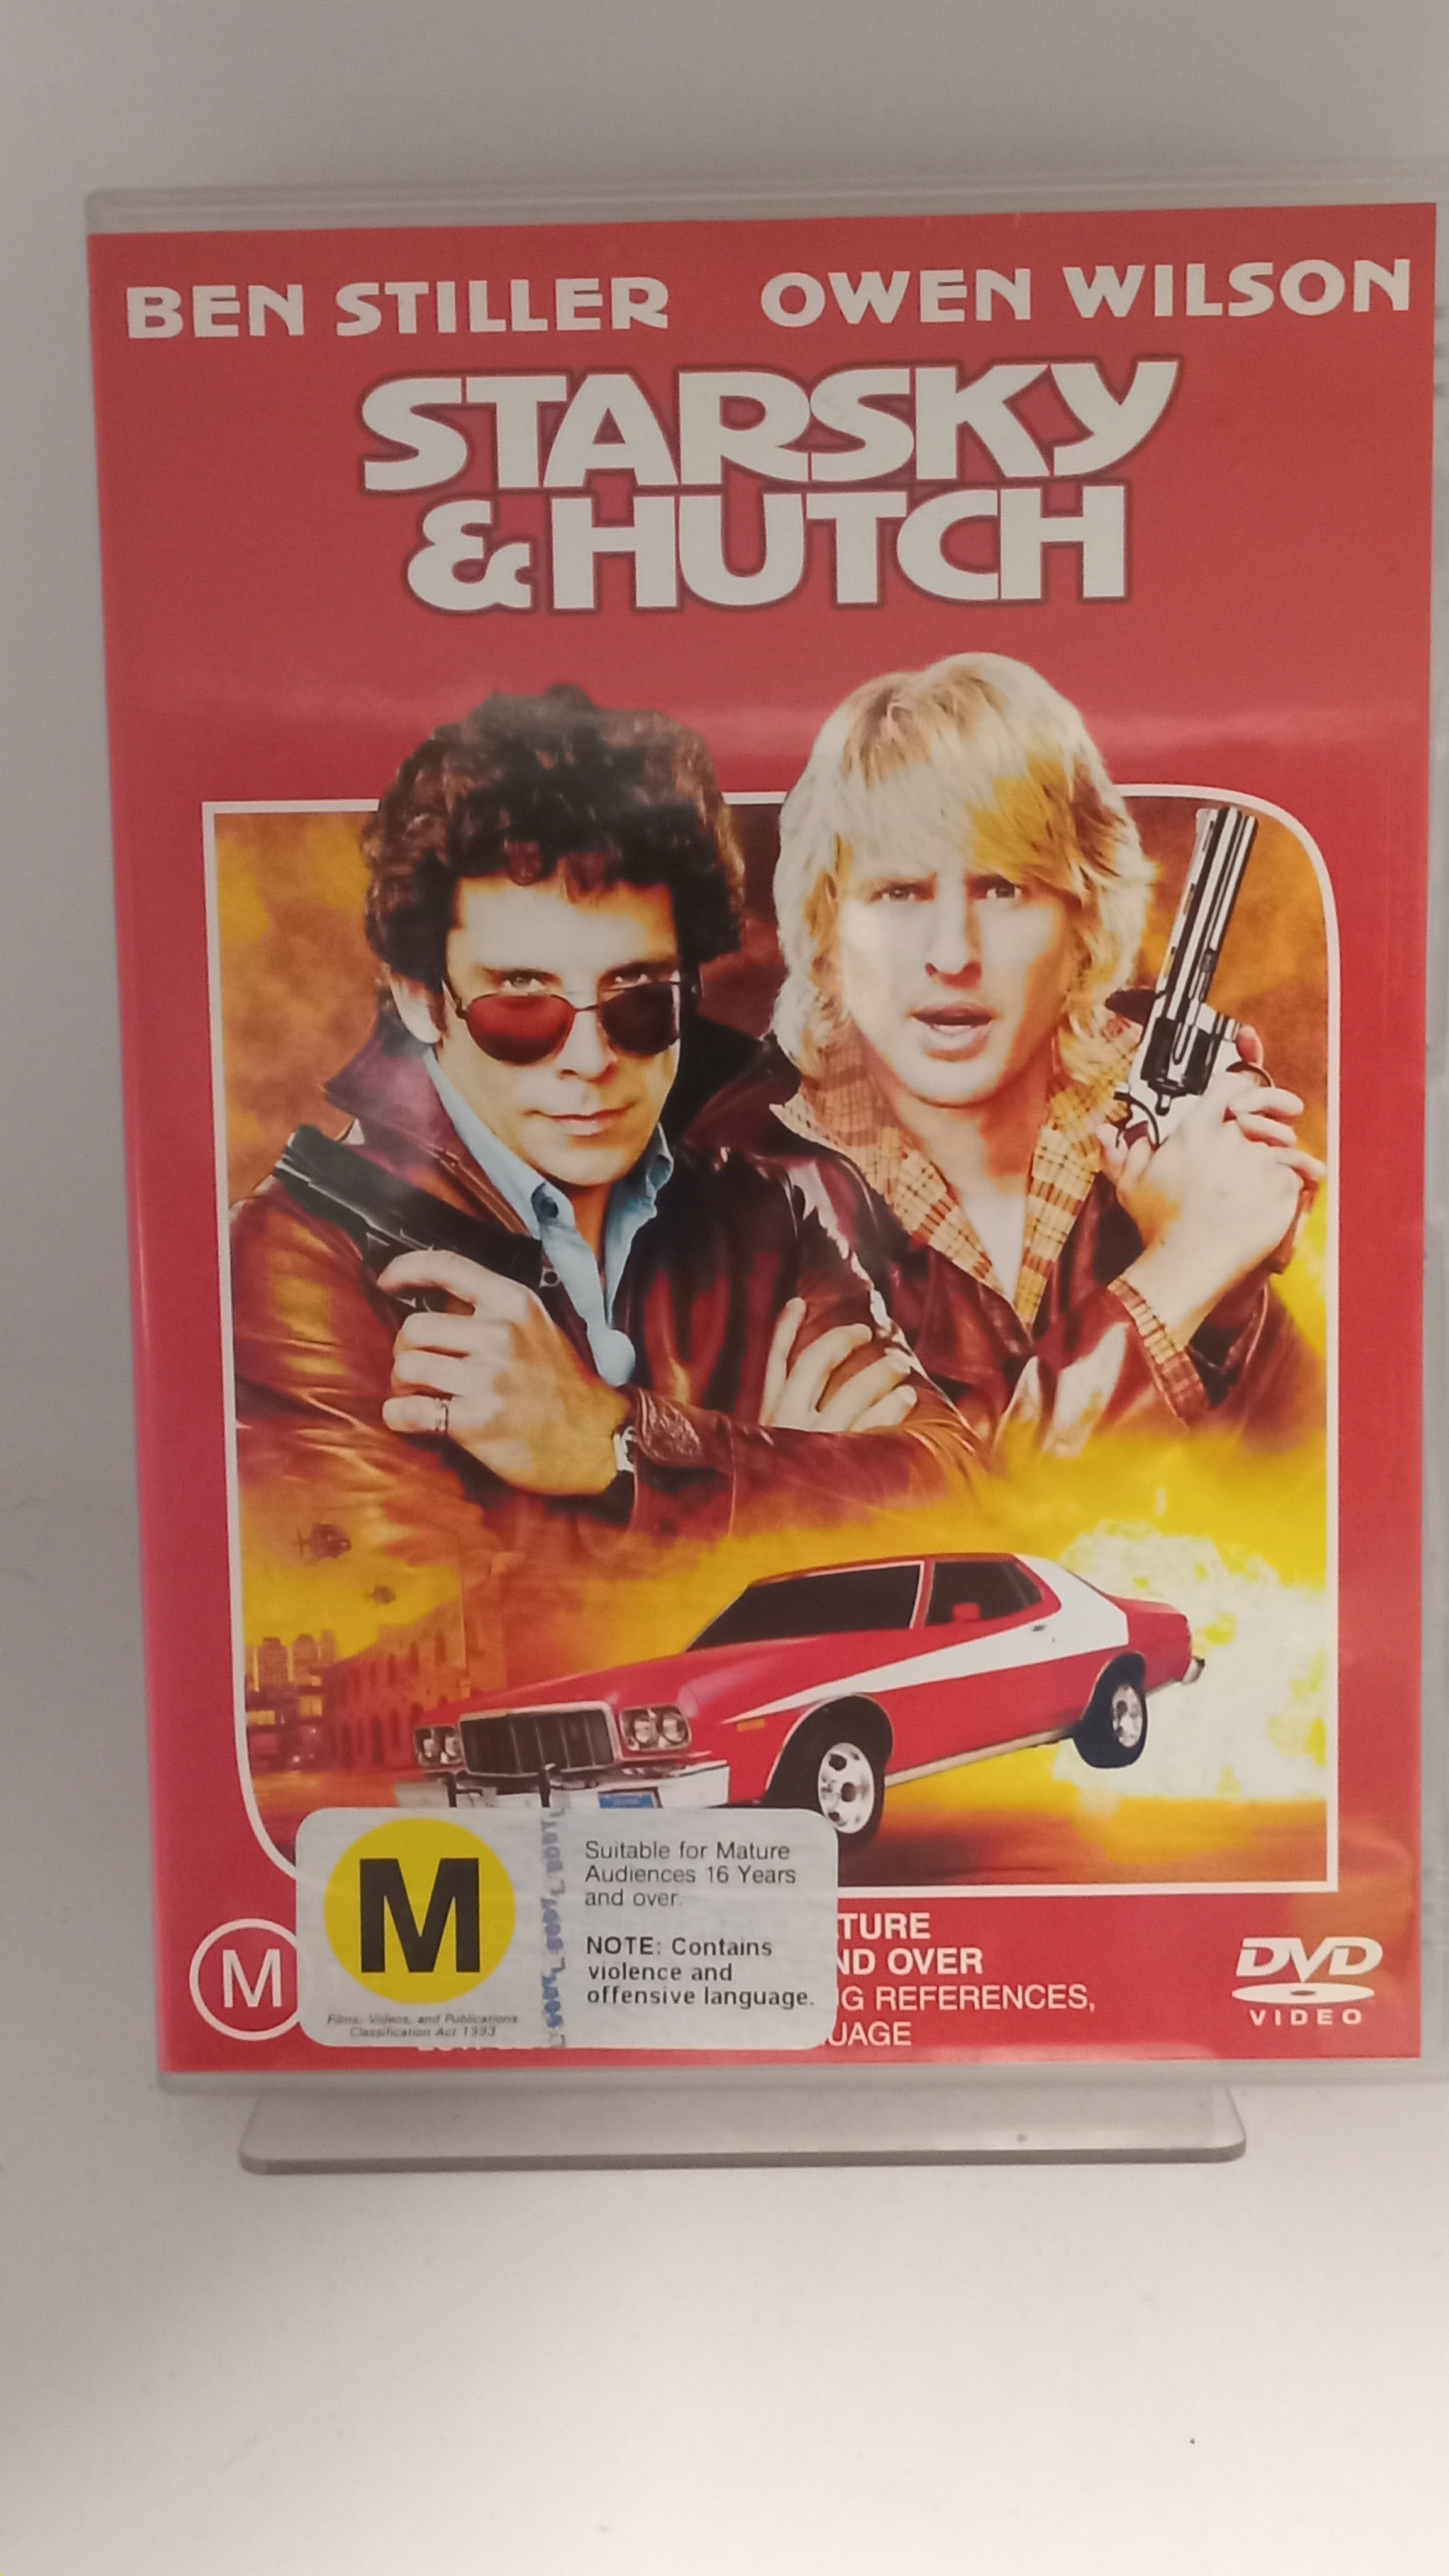 BEN STILLER OWEN WILSON
STARSKY
& HUTCH
M
Films, Videos, and Publications
Classification Act 1993
Suitable for Mature
Audiences 16 Years
and over.
NOTE: Contains
violence and
offensive language.
M
TURE
ND OVER
G REFERENCES,
UAGE
DVD
VIDEO